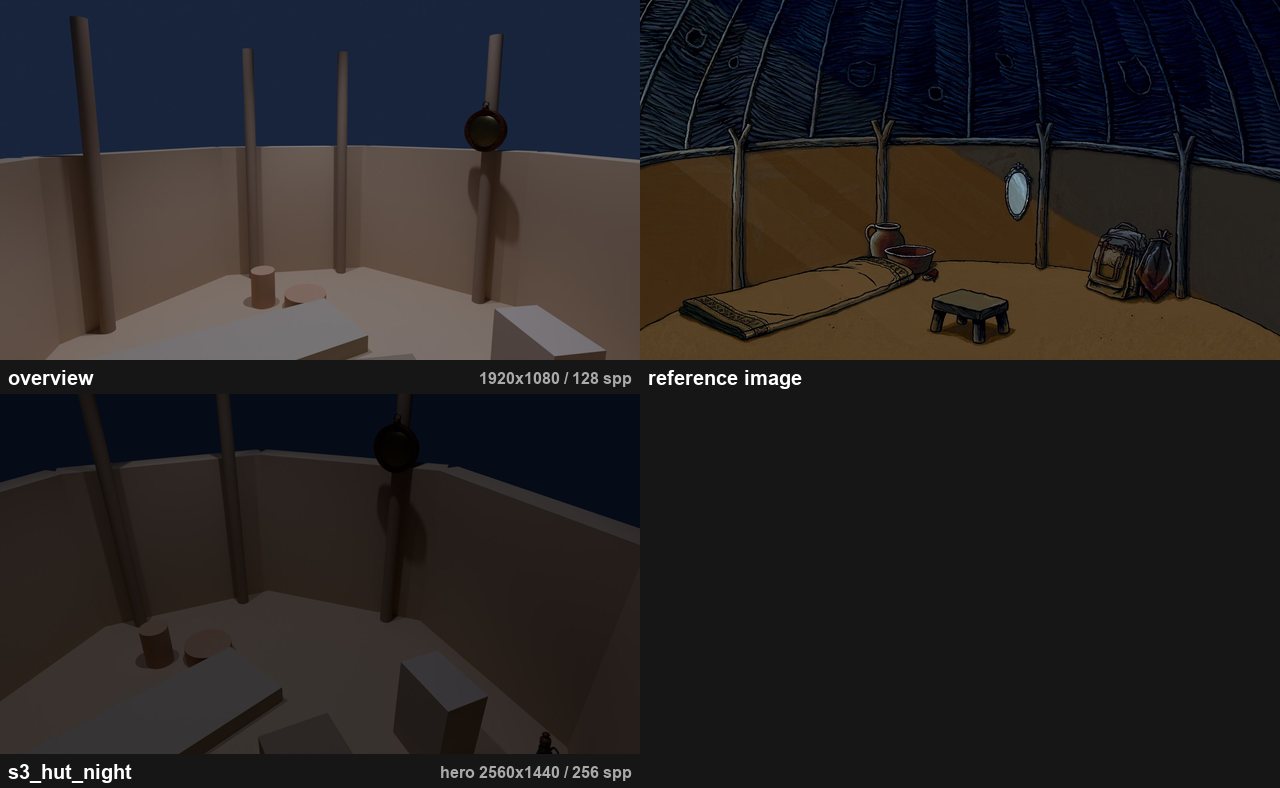 overview
1920x1080 / 128 spp
reference image
s3_hut_night
hero 2560x1440 / 256 spp